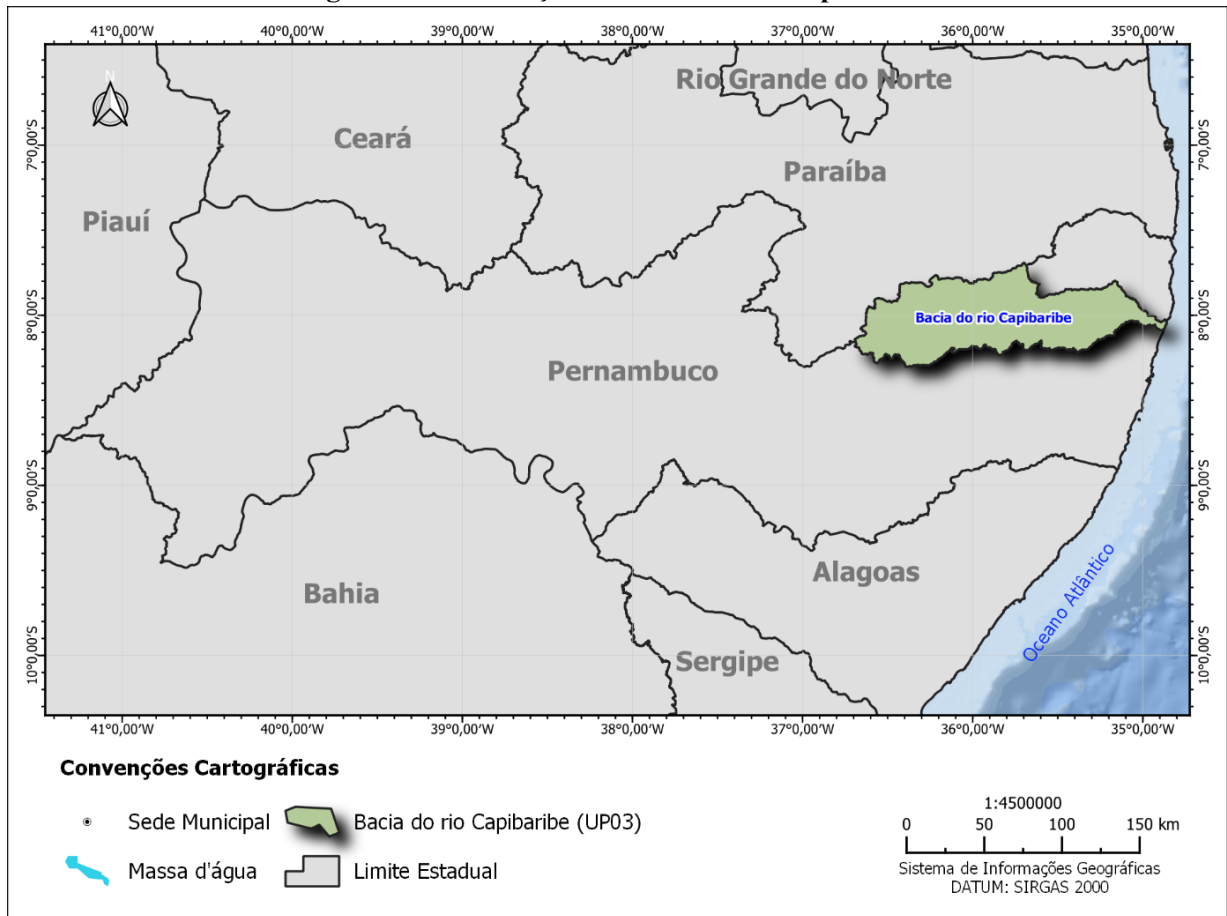 41°0,00'W 40°0,00'W 39°0,00'W 38°0,00'W 37°0,00'W 36°0,00'W 35°0,00'W
N
Rio Grande do Norte
Ceará
7°0,00'S 7°0,00'S
Paraíba
Piauí
8°0,00'S 8°0,00'S
Bacia do rio Capibaribe
Pernambuco
9°0,00'S 9°0,00'S
Alagoas
Bahia
Oceano Atlântico
Sergipe
10°0,00'S 10°0,00'S
41°0,00'W 40°0,00'W 39°0,00'W 38°0,00'W 37°0,00'W 36°0,00'W 35°0,00'W
Convenções Cartográficas
Sede Municipal
Bacia do rio Capibaribe (UP03)
Massa d'água
Limite Estadual
1:4500000
0 50 100 150 km
Sistema de Informações Geográficas
DATUM: SIRGAS 2000